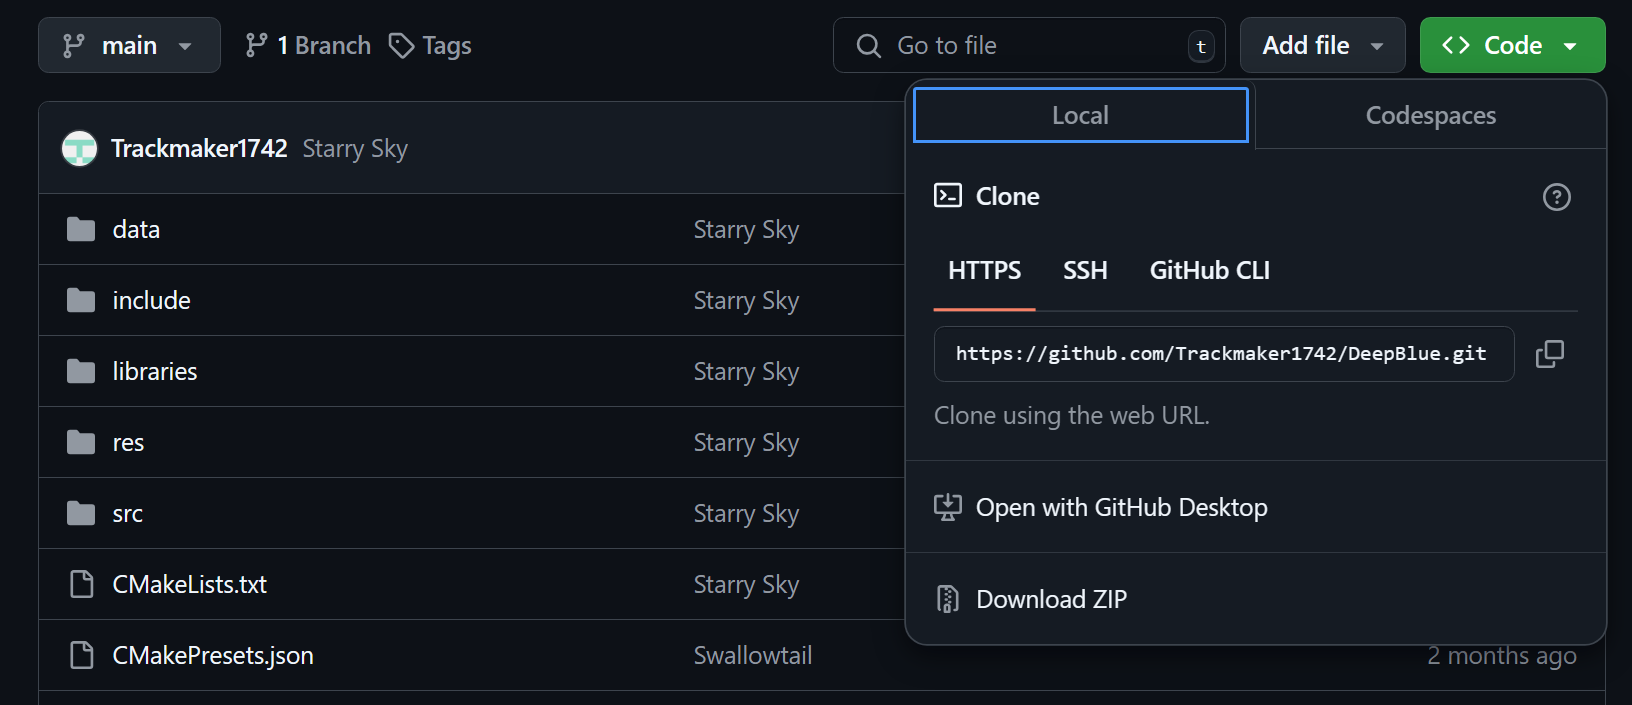 main
1 Branch
Tags
Go to file
t
Add file
Code
Trackmaker1742 Starry Sky
data Starry Sky
include Starry Sky
libraries Starry Sky
res Starry Sky
src Starry Sky
CMakeLists.txt Starry Sky
CMakePresets.json Swallowtail 2 months ago
Local
Codespaces
Clone
HTTPS SSH GitHub CLI
https://github.com/Trackmaker1742/DeepBlue.git
Clone using the web URL.
Open with GitHub Desktop
Download ZIP